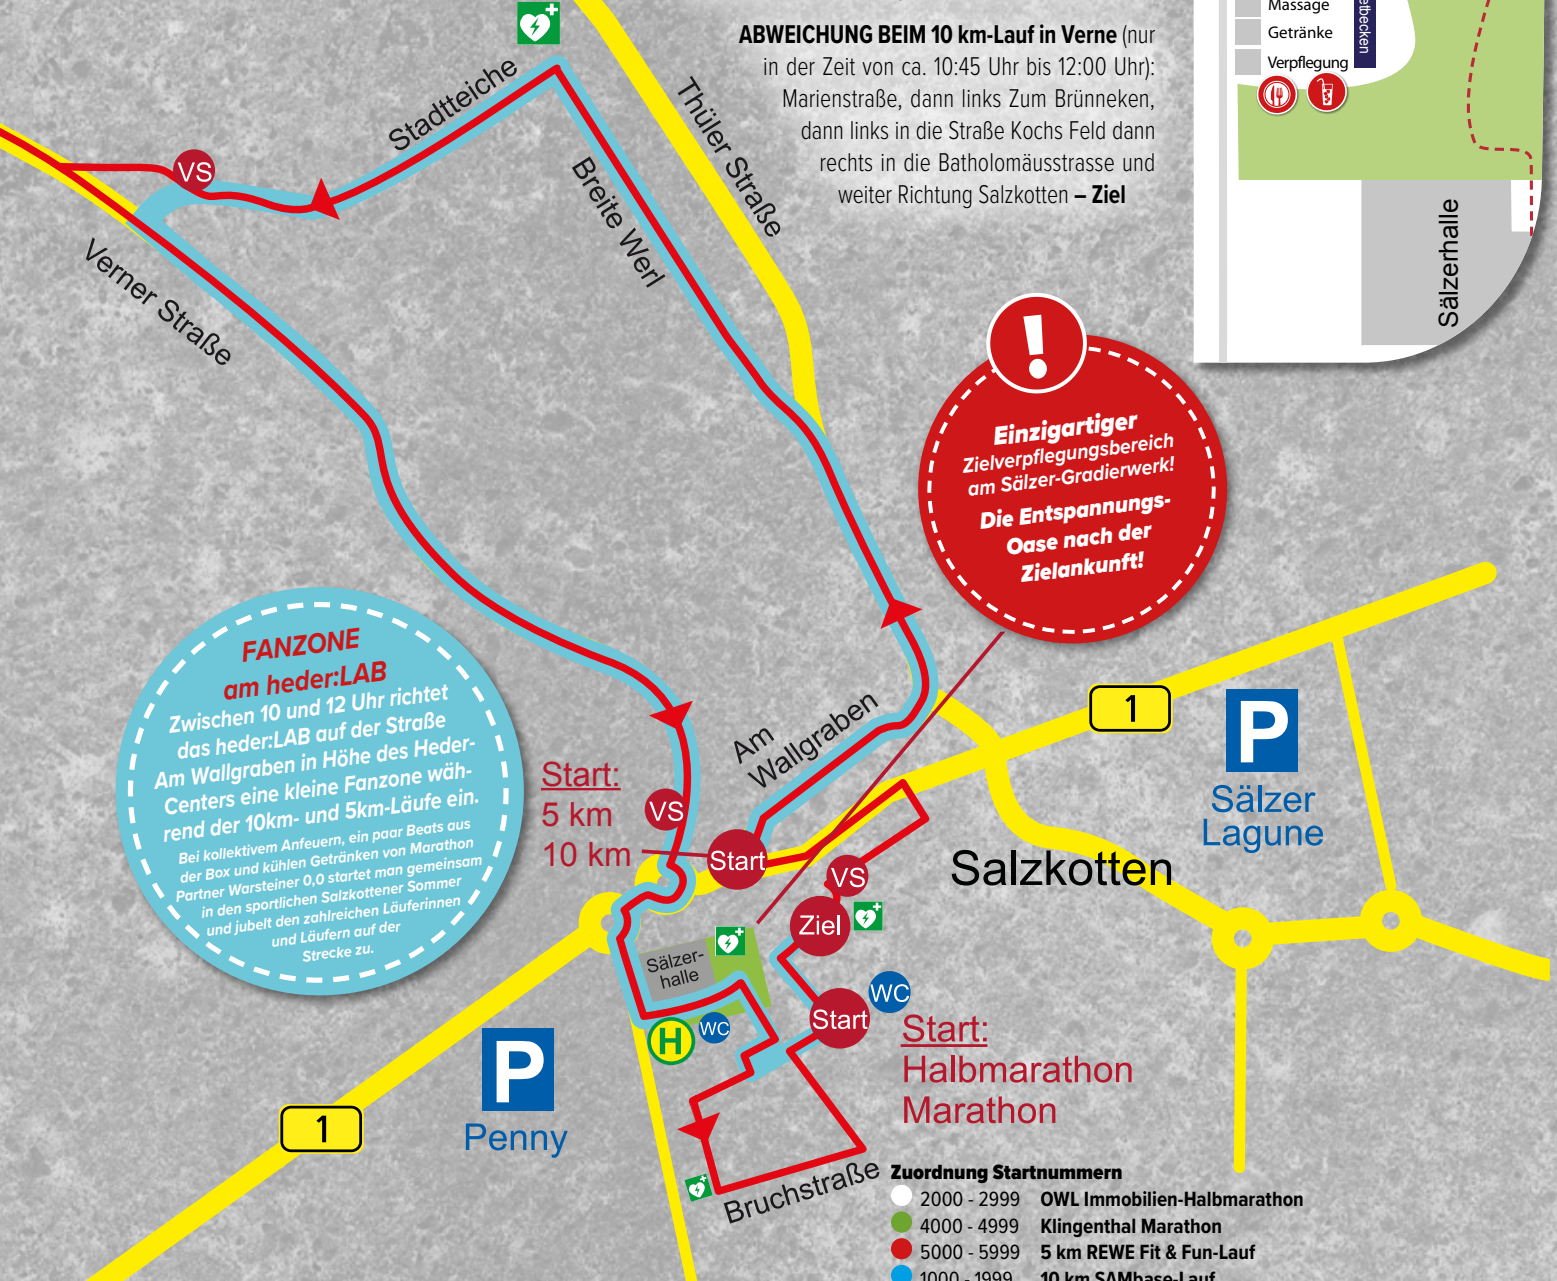 ABWEICHUNG BEIM 10 km-Lauf in Verne (nur
in der Zeit von ca. 10:45 Uhr bis 12:00 Uhr):
Marienstraße, dann links Zum Brünneken,
dann links in die Straße Kochs Feld dann
rechts in die Batholomäusstrasse und
weiter Richtung Salzkotten – Ziel
Massage
Getränke
Verpflegung
Sälzerhalle
Stadtteiche
Thüler Straße
Breite Werl
VS
Verner Straße
!
Einzigartiger
Zielverpflegungsbereich
am Sälzer-Gradierwerk!
Die Entspannungs-
Oase nach der
Zielankunft!
FANZONE
am heder:LAB
Zwischen 10 und 12 Uhr richtet
das heder:LAB auf der Straße
Am Wallgraben in Höhe des Heder-
Centers eine kleine Fanzone wäh-
rend der 10km- und 5km-Läufe ein.
Bei kollektivem Anfeuern, ein paar Beats aus
der Box und kühlen Getränken von Marathon
Partner Warsteiner 0,0 startet man gemeinsam
in den sportlichen Salzkottener Sommer
und jubelt den zahlreichen Läuferinnen
und Läufern auf der
Strecke zu.
Am
Wallgraben
Start:
5 km
10 km
VS
Start
1
P
Sälzer
Lagune
Salzkotten
VS
Ziel
Sälzer-
halle
WC
Start
H
WC
Start:
Halbmarathon
Marathon
P
Penny
1
Bruchstraße
Zuordnung Startnummern
2000 - 2999 OWL Immobilien-Halbmarathon
4000 - 4999 Klingenthal Marathon
5000 - 5999 5 km REWE Fit & Fun-Lauf
1000 - 1999 10 km SAMbase-Lauf